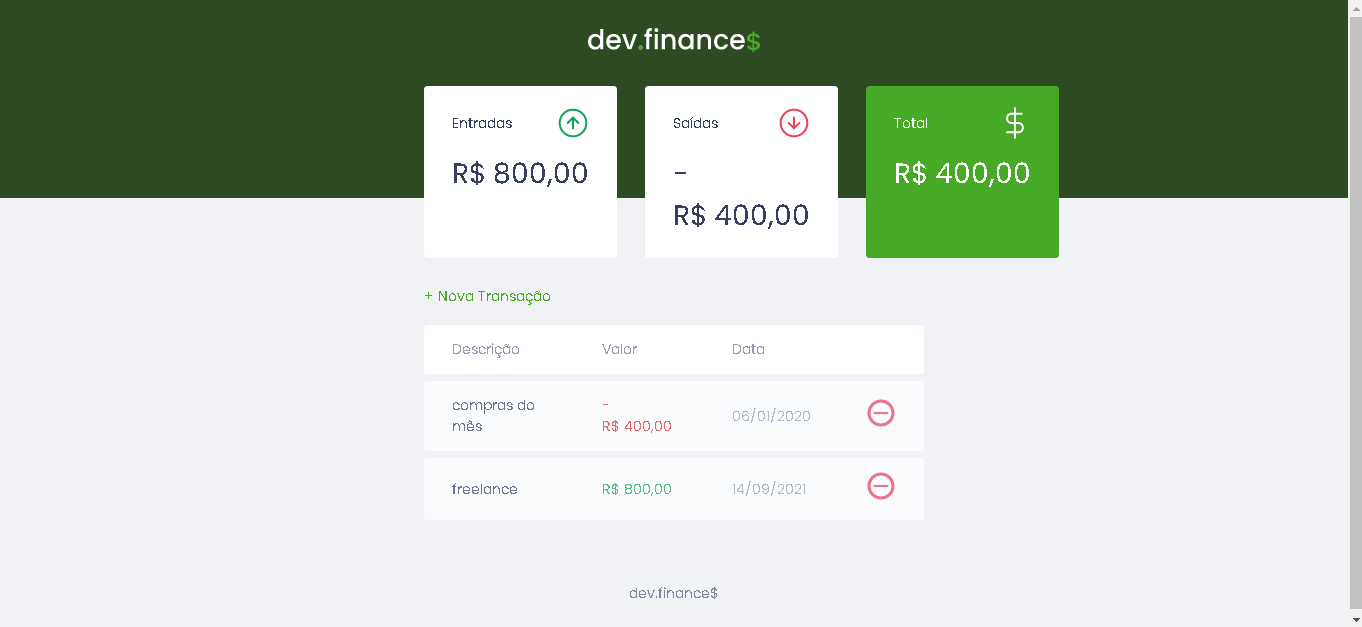 dev.finance$
Entradas
R$ 800,00
Saídas
-
R$ 400,00
Total
$
R$ 400,00
+ Nova Transação
Descrição Valor Data
compras do
mês
-
R$ 400,00
06/01/2020
freelance R$ 800,00 14/09/2021
dev.finance$